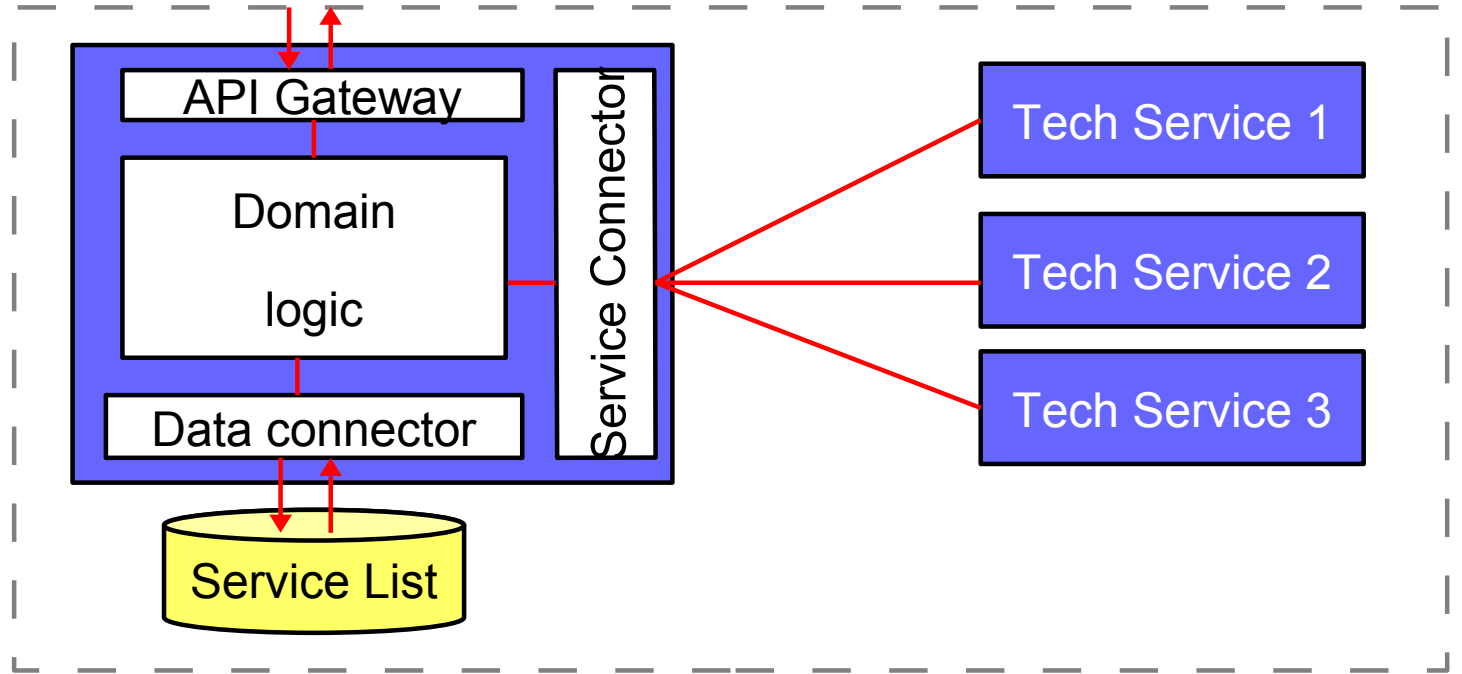 API Gateway
Domain
logic
Data connector
Service Connector
Service List
Tech Service 1
Tech Service 2
Tech Service 3